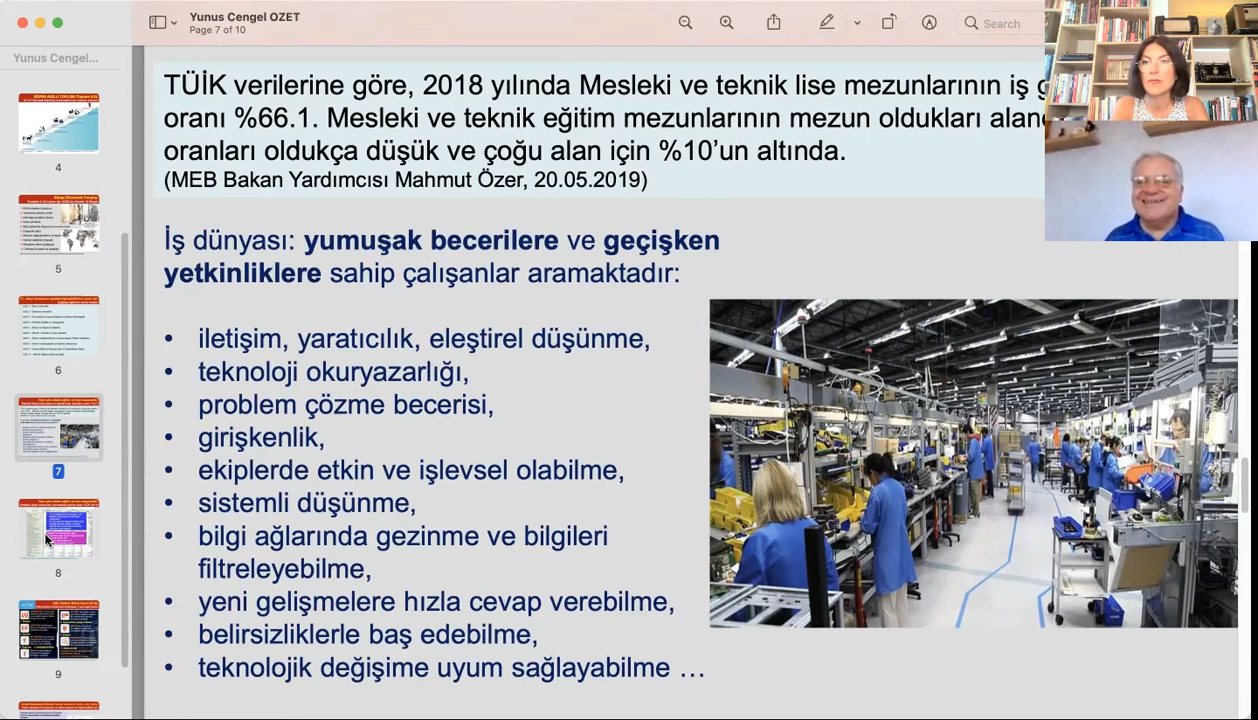 Yunus Cengel OZET
Page 7 of 10
Search
Yunus Cengel...
TÜİK verilerine göre, 2018 yılında Mesleki ve teknik lise mezunlarının iş
oranı %66.1. Mesleki ve teknik eğitim mezunlarının mezun oldukları
oranları oldukça düşük ve çoğu alan için %10’un altında.
(MEB Bakan Yardımcısı Mahmut Özer, 20.05.2019)
İş dünyası: yumuşak becerilere ve geçişken
yetkinliklere sahip çalışanlar aramaktadır:
• iletişim, yaratıcılık, eleştirel düşünme,
• teknoloji okuryazarlığı,
• problem çözme becerisi,
• girişkenlik,
• ekiplerde etkin ve işlevsel olabilme,
• sistemli düşünme,
• bilgi ağlarında gezinme ve bilgileri
filtreleyebilme,
• yeni gelişmelere hızla cevap verebilme,
• belirsizliklerle baş edebilme,
• teknolojik değişime uyum sağlayabilme …
4
5
6
7
8
9